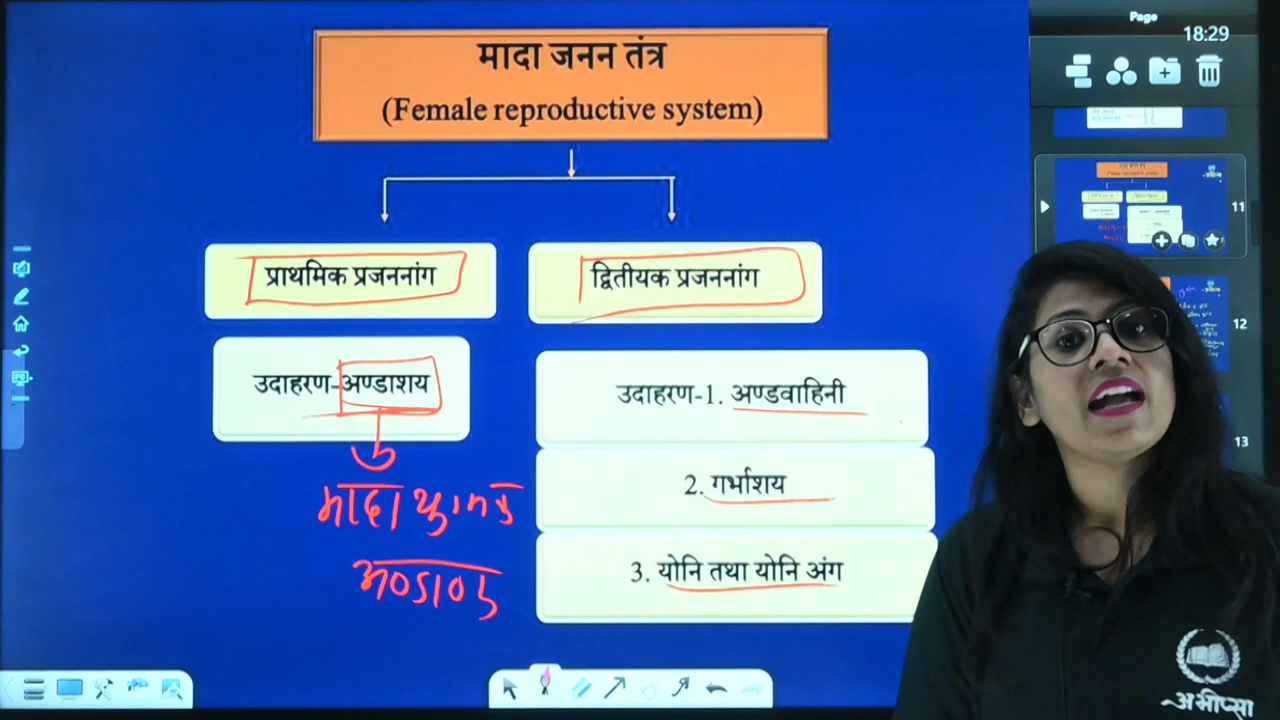 Page
18:29
मादा जनन तंत्र
(Female reproductive system)
प्राथमिक प्रजननांग
द्वितीयक प्रजननांग
उदाहरण-अण्डाशय
उदाहरण-1. अण्डवाहिनी
2. गर्भाशय
3. योनि तथा योनि अंग
मादा युग्मक
अण्डाणु
11
12
13
अभीप्सा